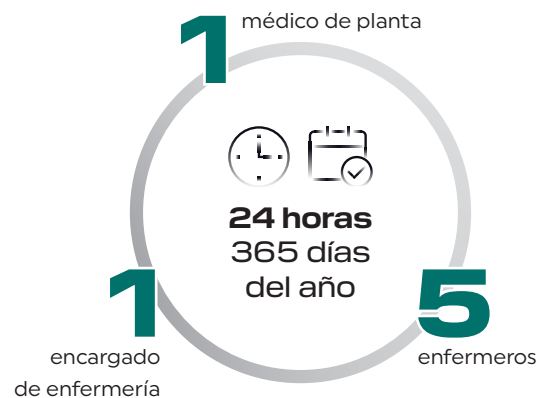 1
médico de planta
24 horas
365 días
del año
1
encargado
de enfermería
5
enfermeros